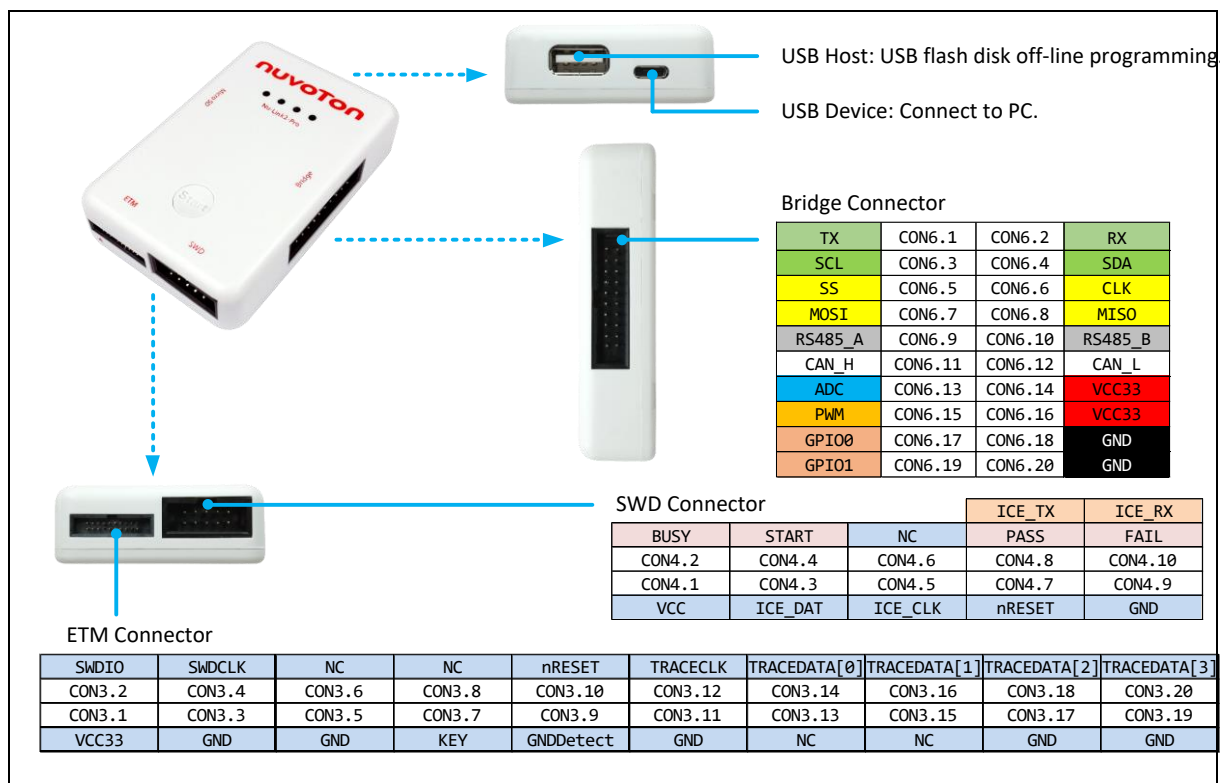 USB Host: USB flash disk off-line programming.
USB Device: Connect to PC.
nuvoTon
Nu-Link2-Pro
Micro SD
Bridge
Start
ETM
SWD
Bridge Connector
TX CON6.1 CON6.2 RX
SCL CON6.3 CON6.4 SDA
SS CON6.5 CON6.6 CLK
MOSI CON6.7 CON6.8 MISO
RS485_A CON6.9 CON6.10 RS485_B
CAN_H CON6.11 CON6.12 CAN_L
ADC CON6.13 CON6.14 VCC33
PWM CON6.15 CON6.16 VCC33
GPIO0 CON6.17 CON6.18 GND
GPIO1 CON6.19 CON6.20 GND
SWD Connector
ICE_TX ICE_RX
BUSY START NC PASS FAIL
CON4.2 CON4.4 CON4.6 CON4.8 CON4.10
CON4.1 CON4.3 CON4.5 CON4.7 CON4.9
VCC ICE_DAT ICE_CLK nRESET GND
ETM Connector
SWDIO SWDCLK NC NC nRESET TRACECLK TRACEDATA[0] TRACEDATA[1] TRACEDATA[2] TRACEDATA[3]
CON3.2 CON3.4 CON3.6 CON3.8 CON3.10 CON3.12 CON3.14 CON3.16 CON3.18 CON3.20
CON3.1 CON3.3 CON3.5 CON3.7 CON3.9 CON3.11 CON3.13 CON3.15 CON3.17 CON3.19
VCC33 GND GND KEY GNDDetect GND NC NC GND GND